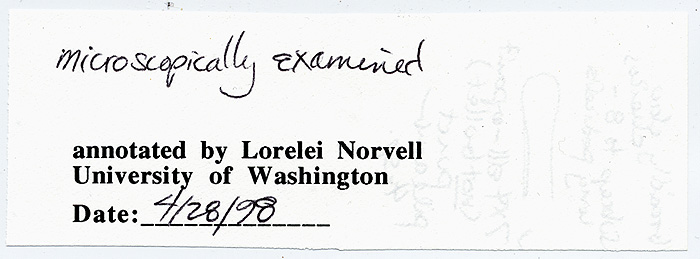 microscopically examined
annotated by Lorelei Norvell
University of Washington
Date: 4/28/98